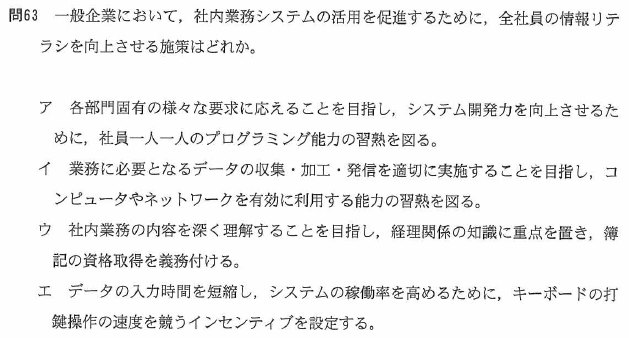 問63　一般企業において，社内業務システムの活用を促進するために，全社員の情報リテ
ラシを向上させる施策はどれか。
ア　各部門固有の様々な要求に応えることを目指し，システム開発力を向上させるた
めに，社員一人一人のプログラミング能力の習熟を図る。
イ　業務に必要となるデータの収集・加工・発信を適切に実施することを目指し，コ
ンピュータやネットワークを有効に利用する能力の習熟を図る。
ウ　社内業務の内容を深く理解することを目指し，経理関係の知識に重点を置き，簿
記の資格取得を義務付ける。
エ　データの入力時間を短縮し，システムの稼働率を高めるために，キーボードの打
鍵操作の速度を競うインセンティブを設定する。